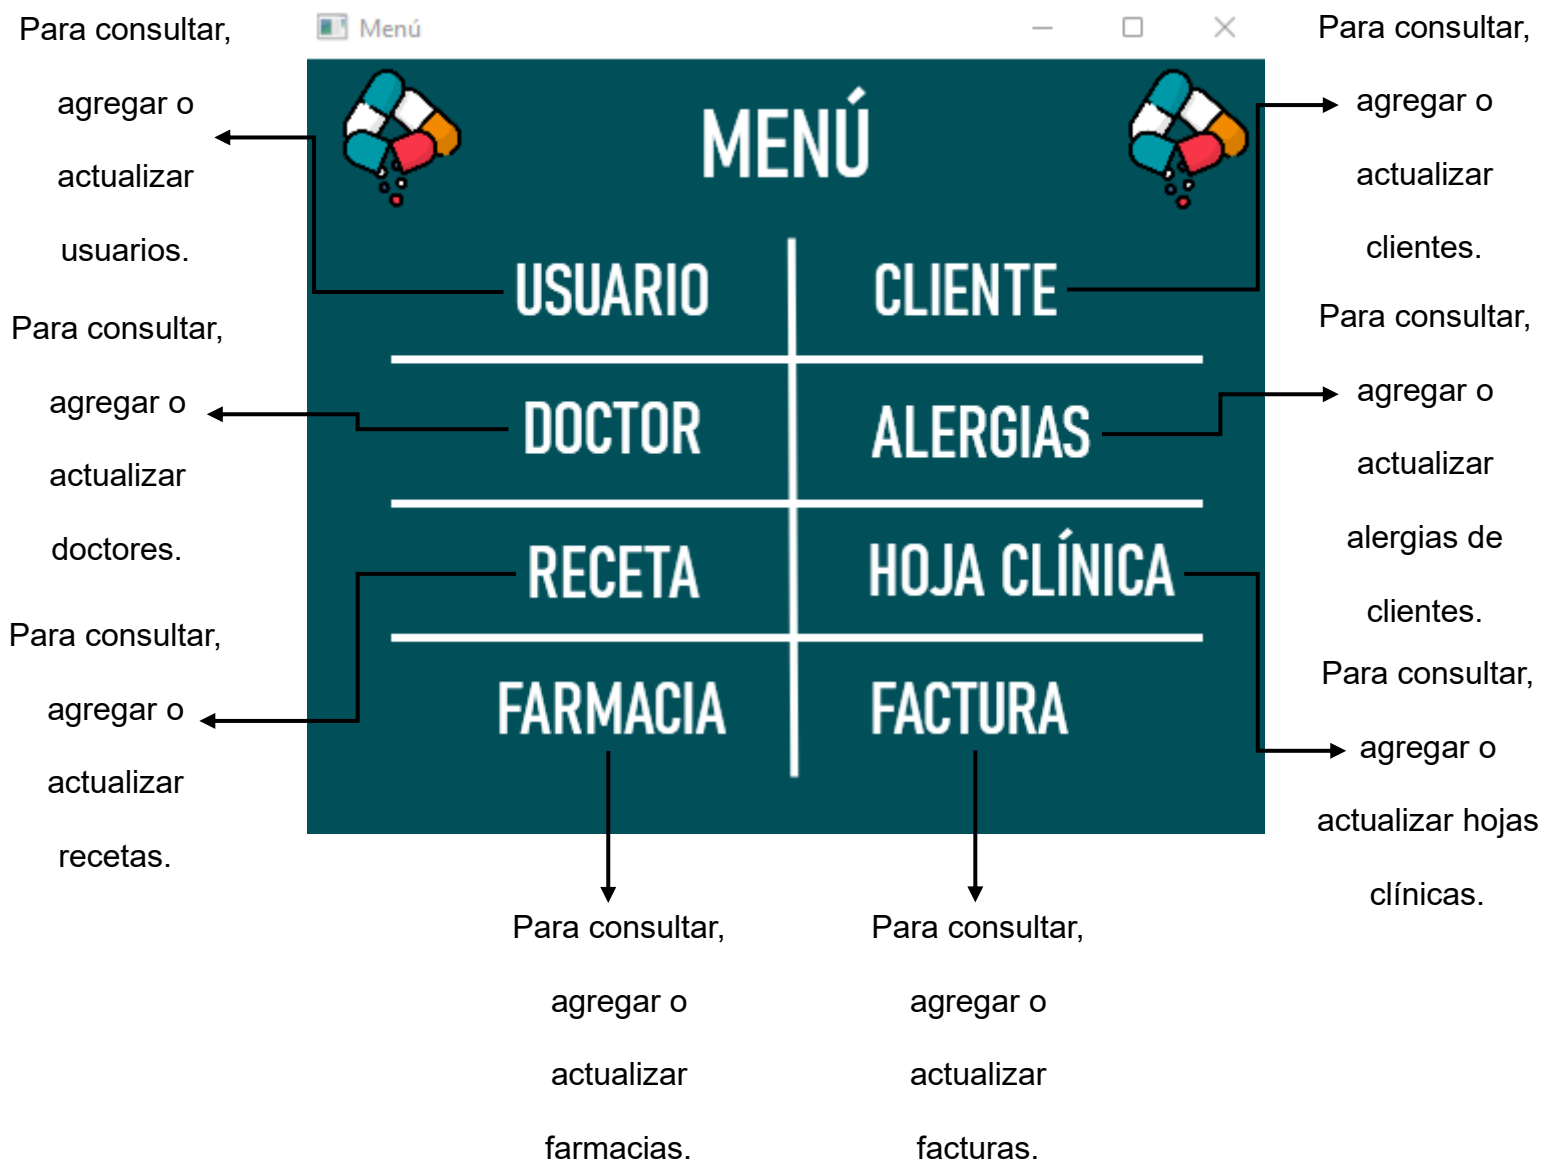 Menú
MENÚ
USUARIO
CLIENTE
DOCTOR
ALERGIAS
RECETA
HOJA CLÍNICA
FARMACIA
FACTURA
Para consultar,
agregar o
actualizar
usuarios.
Para consultar,
agregar o
actualizar
doctores.
Para consultar,
agregar o
actualizar
recetas.
Para consultar,
agregar o
actualizar
clientes.
Para consultar,
agregar o
actualizar
alergias de
clientes.
Para consultar,
agregar o
actualizar hojas
clínicas.
Para consultar,
agregar o
actualizar
farmacias.
Para consultar,
agregar o
actualizar
facturas.